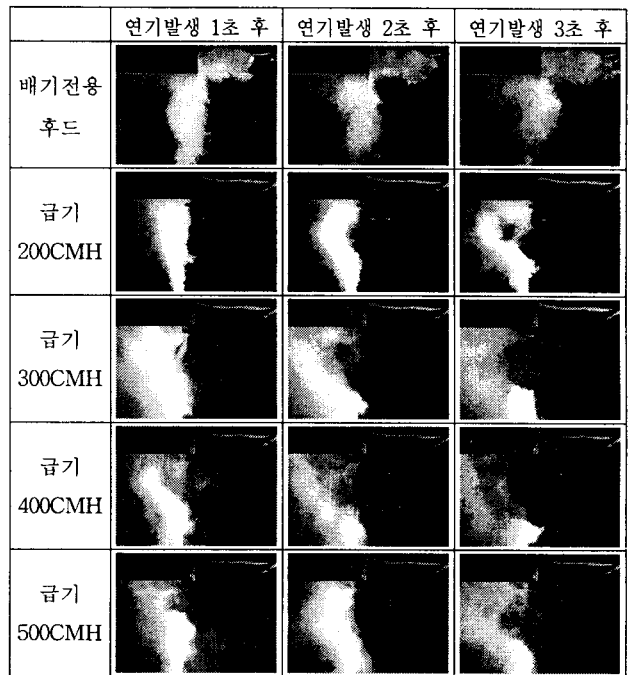 연기발생 1초 후 연기발생 2초 후 연기발생 3초 후
배기전용
후드
급기
200CMH
급기
300CMH
급기
400CMH
급기
500CMH